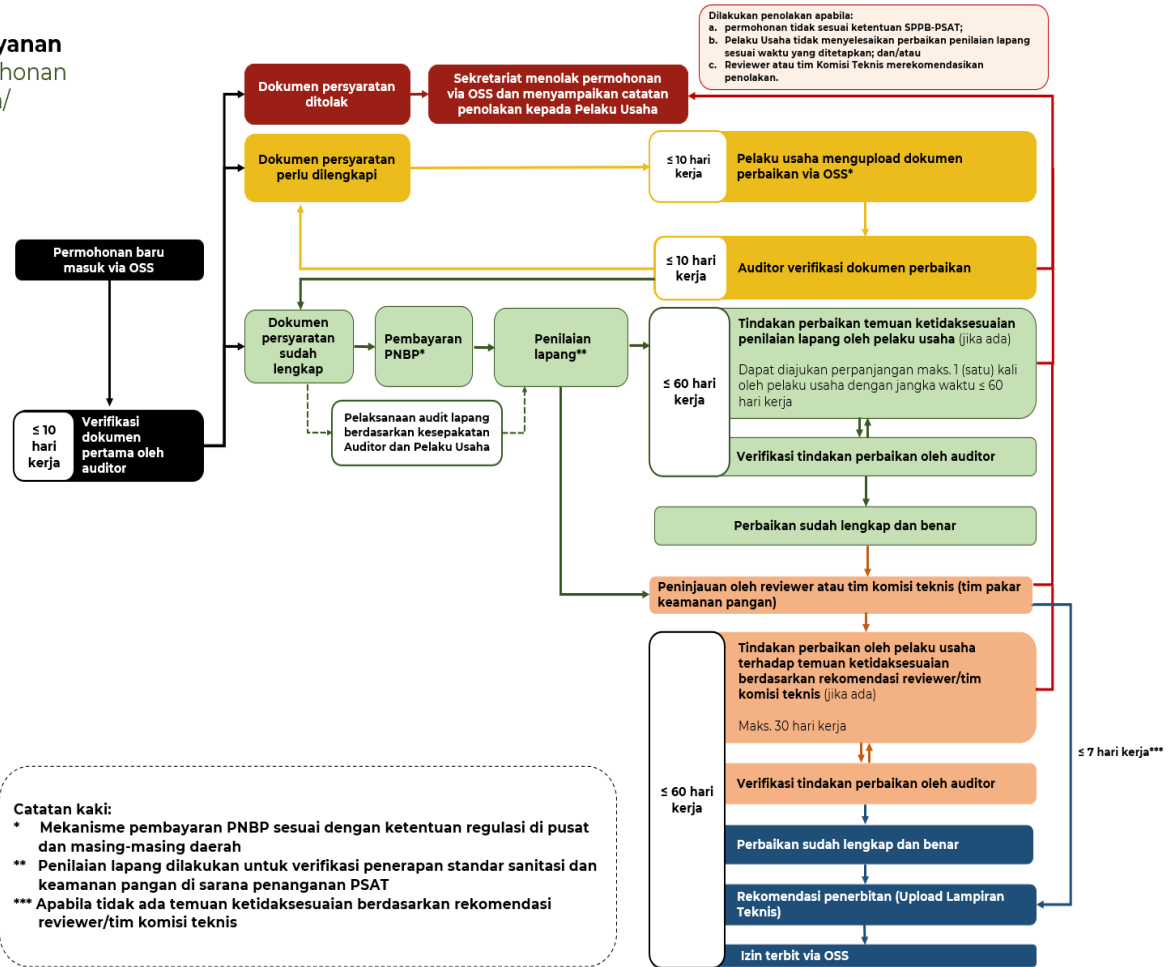 yanan
honan
n/
Dilakukan penolakan apabila:
a. permohonan tidak sesuai ketentuan SPPB-PSAT;
b. Pelaku Usaha tidak menyelesaikan perbaikan penilaian lapang
sesuai waktu yang ditetapkan; dan/atau
c. Reviewer atau tim Komisi Teknis merekomendasikan
penolakan.
Dokumen persyaratan
ditolak
Sekretariat menolak permohonan
via OSS dan menyampaikan catatan
penolakan kepada Pelaku Usaha
Dokumen persyaratan
perlu dilengkapi
≤ 10 hari
kerja
Pelaku usaha mengupload dokumen
perbaikan via OSS*
Permohonan baru
masuk via OSS
≤ 10 hari
kerja
Auditor verifikasi dokumen perbaikan
Dokumen
persyaratan
sudah
lengkap
Pembayaran
PNBP*
Penilaian
lapang**
≤ 60 hari
kerja
Tindakan perbaikan temuan ketidaksesuaian
penilaian lapang oleh pelaku usaha (jika ada)
Dapat diajukan perpanjangan maks. 1 (satu) kali
oleh pelaku usaha dengan jangka waktu ≤ 60
hari kerja
Pelaksanaan audit lapang
berdasarkan kesepakatan
Auditor dan Pelaku Usaha
≤ 10
hari
kerja
Verifikasi
dokumen
pertama oleh
auditor
Verifikasi tindakan perbaikan oleh auditor
Perbaikan sudah lengkap dan benar
Peninjauan oleh reviewer atau tim komisi teknis (tim pakar
keamanan pangan)
≤ 60 hari
kerja
Tindakan perbaikan oleh pelaku usaha
terhadap temuan ketidaksesuaian
berdasarkan rekomendasi reviewer/tim
komisi teknis (jika ada)
Maks. 30 hari kerja
≤ 7 hari kerja***
Verifikasi tindakan perbaikan oleh auditor
Perbaikan sudah lengkap dan benar
Rekomendasi penerbitan (Upload Lampiran
Teknis)
Izin terbit via OSS
Catatan kaki:
* Mekanisme pembayaran PNBP sesuai dengan ketentuan regulasi di pusat
dan masing-masing daerah
** Penilaian lapang dilakukan untuk verifikasi penerapan standar sanitasi dan
keamanan pangan di sarana penanganan PSAT
*** Apabila tidak ada temuan ketidaksesuaian berdasarkan rekomendasi
reviewer/tim komisi teknis